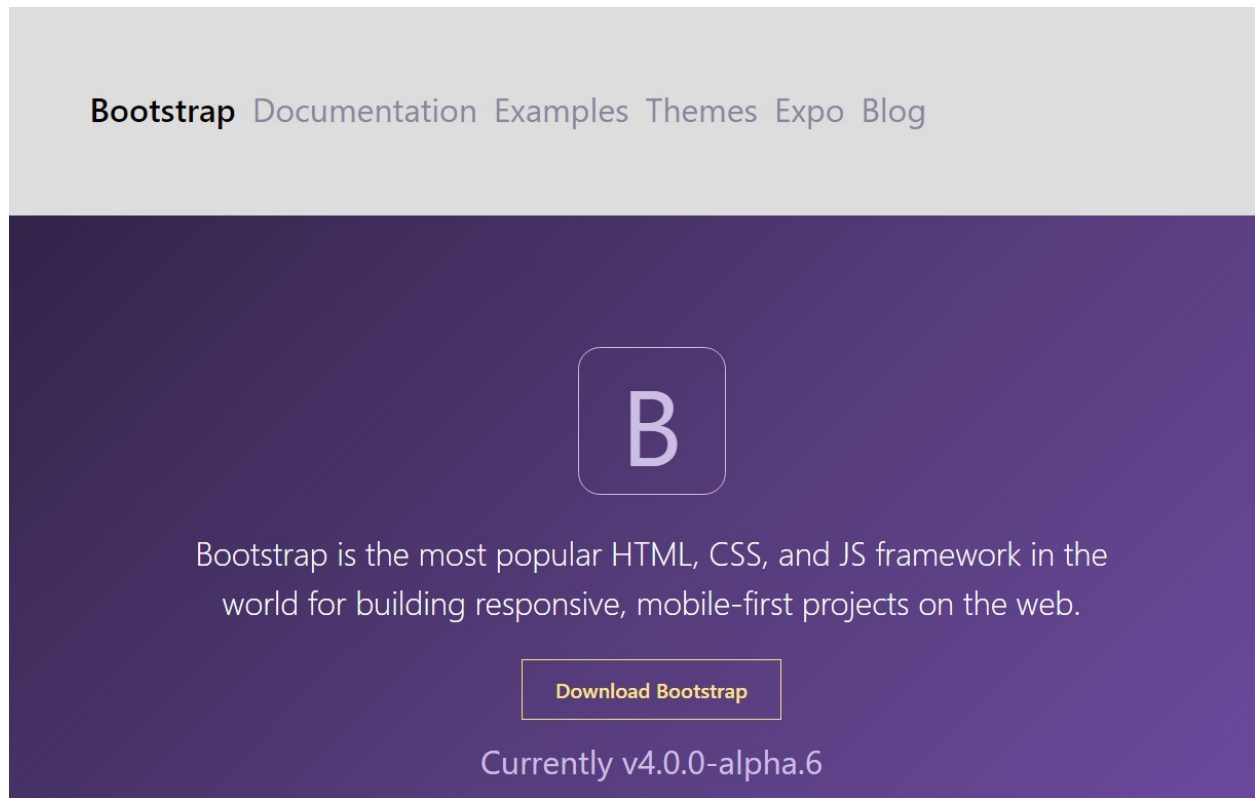 Bootstrap Documentation Examples Themes Expo Blog
B
Bootstrap is the most popular HTML, CSS, and JS framework in the
world for building responsive, mobile-first projects on the web.
Download Bootstrap
Currently v4.0.0-alpha.6